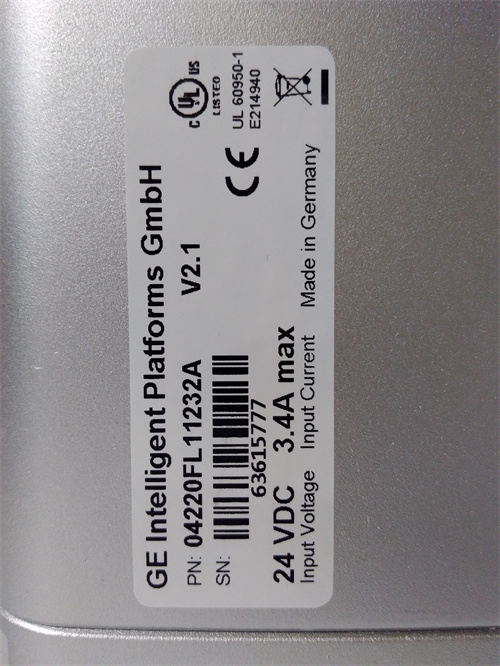 GE Intelligent Platforms GmbH
PN: 04220FL11232A V2.1
SN:
63615777
24 VDC 3.4A max
Input Voltage Input Current Made in Germany
c UL US
LISTED
UL 60950-1
E214940
CE